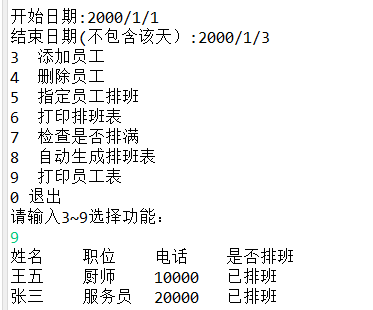 开始日期:2000/1/1
结束日期(不包含该天）:2000/1/3
3  添加员工
4  删除员工
5  指定员工排班
6  打印排班表
7  检查是否排满
8  自动生成排班表
9  打印员工表
0 退出
请输入3~9选择功能：
9
姓名    职位    电话    是否排班
王五    厨师    10000   已排班
张三    服务员  20000   已排班